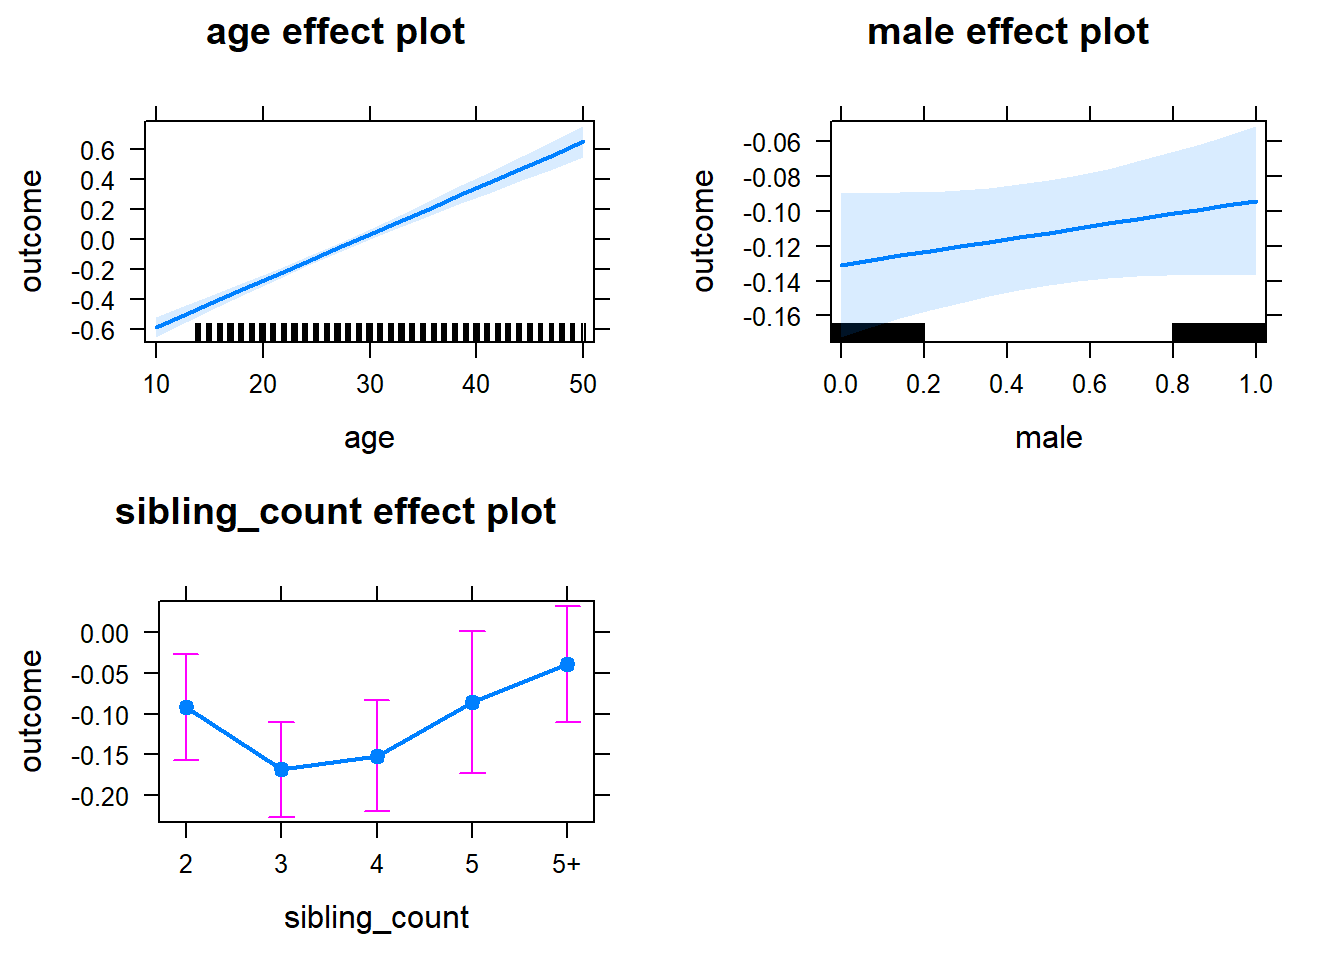 age effect plot
outcome
0.6
0.4
0.2
0.0
-0.2
-0.4
-0.6
10 20 30 40 50
age
male effect plot
outcome
-0.06
-0.08
-0.10
-0.12
-0.14
-0.16
0.0 0.2 0.4 0.6 0.8 1.0
male
sibling_count effect plot
outcome
0.00
-0.05
-0.10
-0.15
-0.20
2 3 4 5 5+
sibling_count